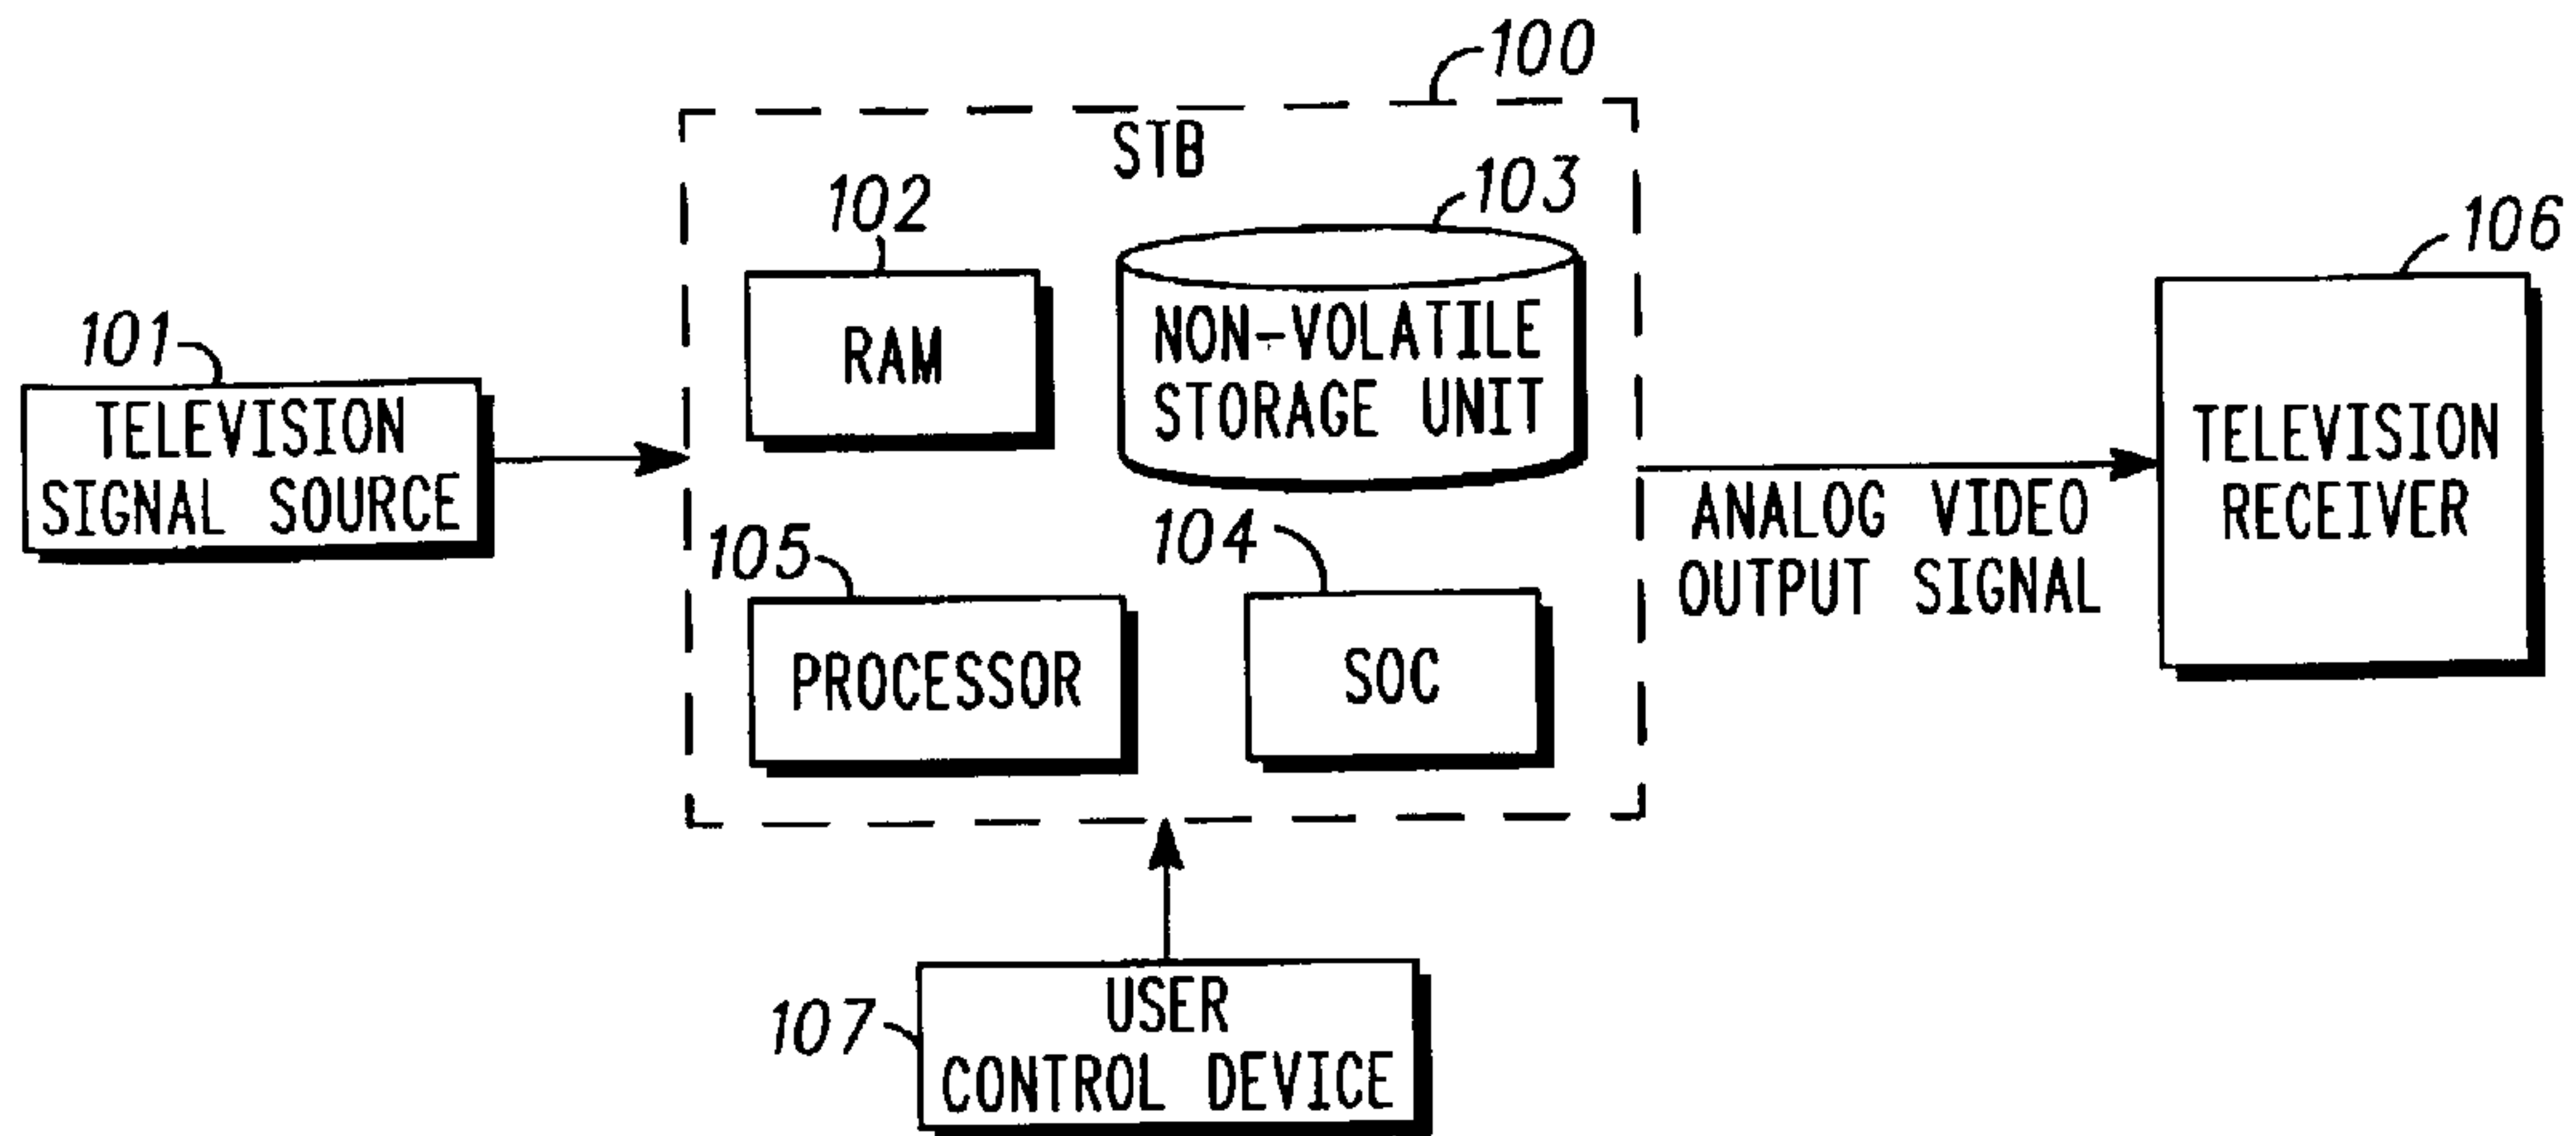 100
STB
102
103
106
RAM
NON-VOLATILE
STORAGE UNIT
101
TELEVISION
SIGNAL SOURCE
TELEVISION
RECEIVER
ANALOG VIDEO
OUTPUT SIGNAL
105
104
PROCESSOR
SOC
107
USER
CONTROL DEVICE